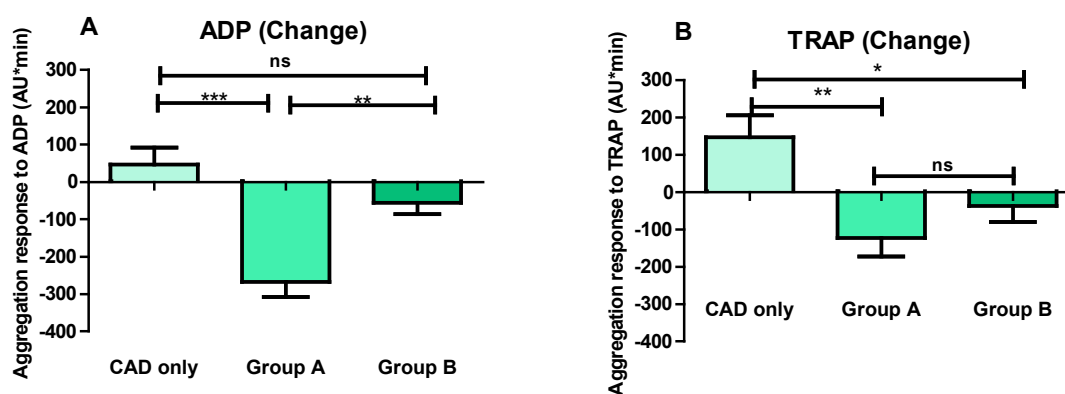 A
ADP (Change)
Aggregation response to ADP (AU*min)
300
200
100
0
-100
-200
-300
-400
ns
***
**
CAD only
Group A
Group B
B
TRAP (Change)
Aggregation response to TRAP (AU*min)
300
200
100
0
-100
-200
-300
-400
*
**
ns
CAD only
Group A
Group B